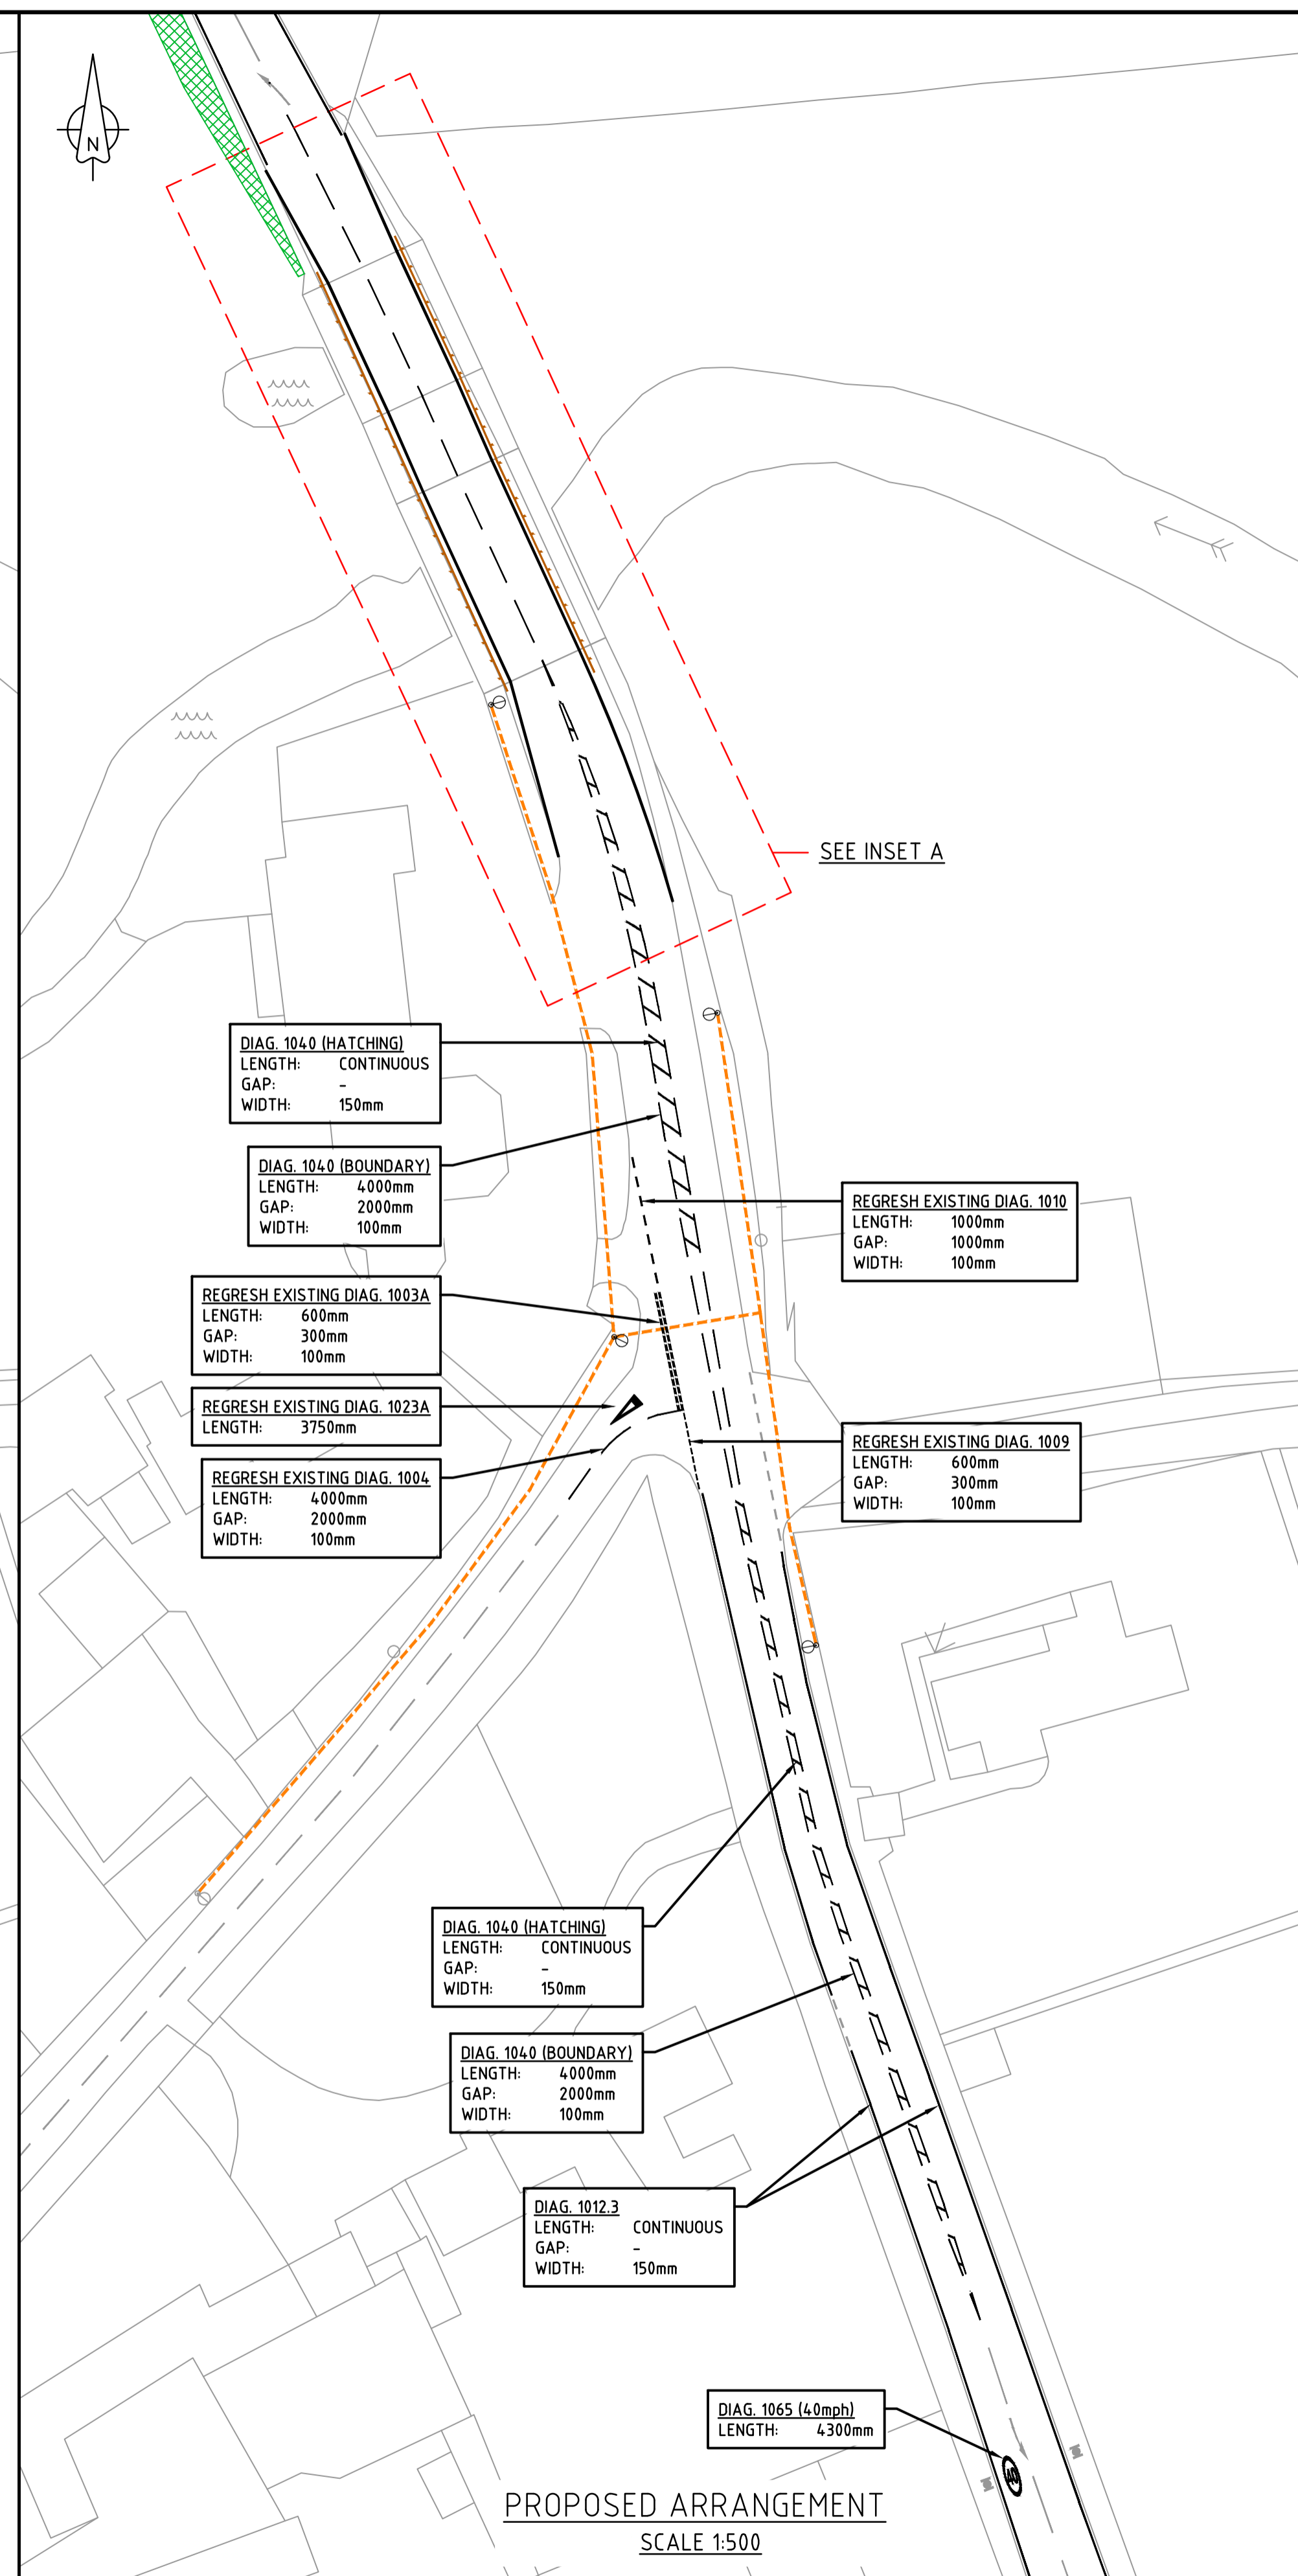 N
SEE INSET A
DIAG. 1040 (HATCHING)
LENGTH: CONTINUOUS
GAP: -
WIDTH: 150mm
DIAG. 1040 (BOUNDARY)
LENGTH: 4000mm
GAP: 2000mm
WIDTH: 100mm
REGRESH EXISTING DIAG. 1010
LENGTH: 1000mm
GAP: 1000mm
WIDTH: 100mm
REGRESH EXISTING DIAG. 1003A
LENGTH: 600mm
GAP: 300mm
WIDTH: 100mm
REGRESH EXISTING DIAG. 1023A
LENGTH: 3750mm
REGRESH EXISTING DIAG. 1009
LENGTH: 600mm
GAP: 300mm
WIDTH: 100mm
REGRESH EXISTING DIAG. 1004
LENGTH: 4000mm
GAP: 2000mm
WIDTH: 100mm
DIAG. 1040 (HATCHING)
LENGTH: CONTINUOUS
GAP: -
WIDTH: 150mm
DIAG. 1040 (BOUNDARY)
LENGTH: 4000mm
GAP: 2000mm
WIDTH: 100mm
DIAG. 1012.3
LENGTH: CONTINUOUS
GAP: -
WIDTH: 150mm
DIAG. 1065 (40mph)
LENGTH: 4300mm
40
PROPOSED ARRANGEMENT
SCALE 1:500